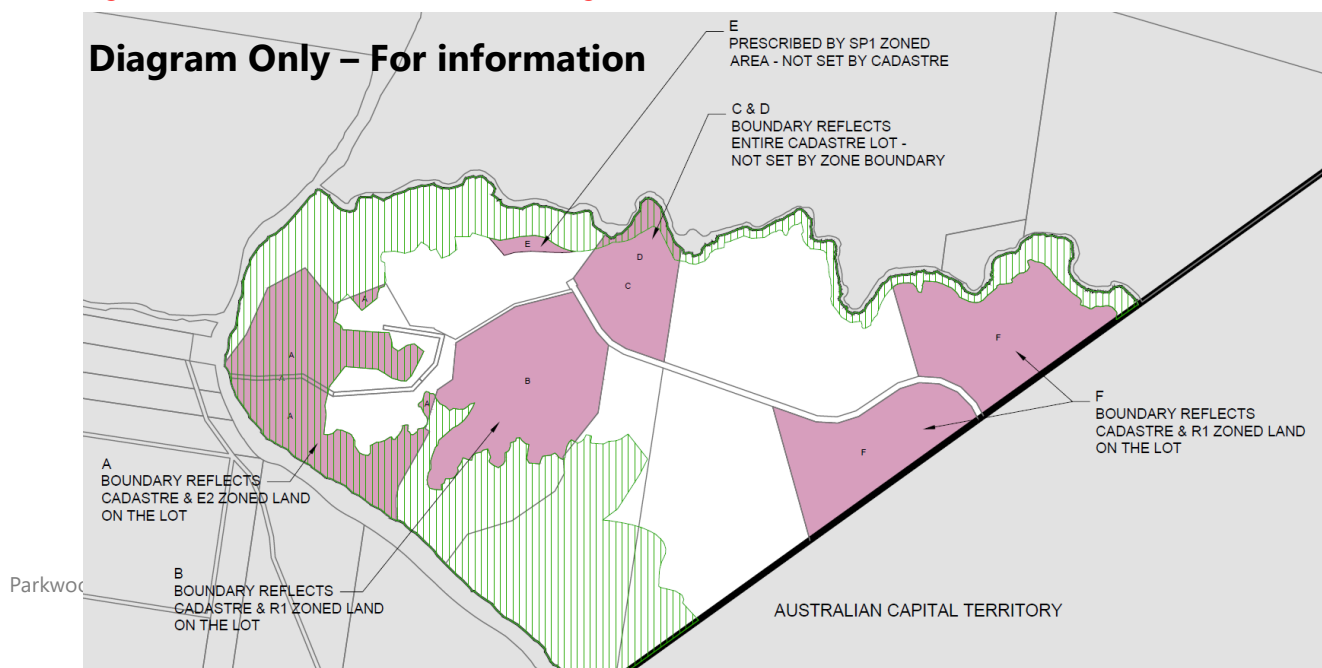 Diagram Only – For information
E
PRESCRIBED BY SP1 ZONED
AREA - NOT SET BY CADASTRE
C & D
BOUNDARY REFLECTS
ENTIRE CADASTRE LOT -
NOT SET BY ZONE BOUNDARY
E
D
C
A
A
A
A
A
B
F
F
F
BOUNDARY REFLECTS
CADASTRE & R1 ZONED LAND
ON THE LOT
A
BOUNDARY REFLECTS
CADASTRE & E2 ZONED LAND
ON THE LOT
B
BOUNDARY REFLECTS
CADASTRE & R1 ZONED LAND
ON THE LOT
AUSTRALIAN CAPITAL TERRITORY